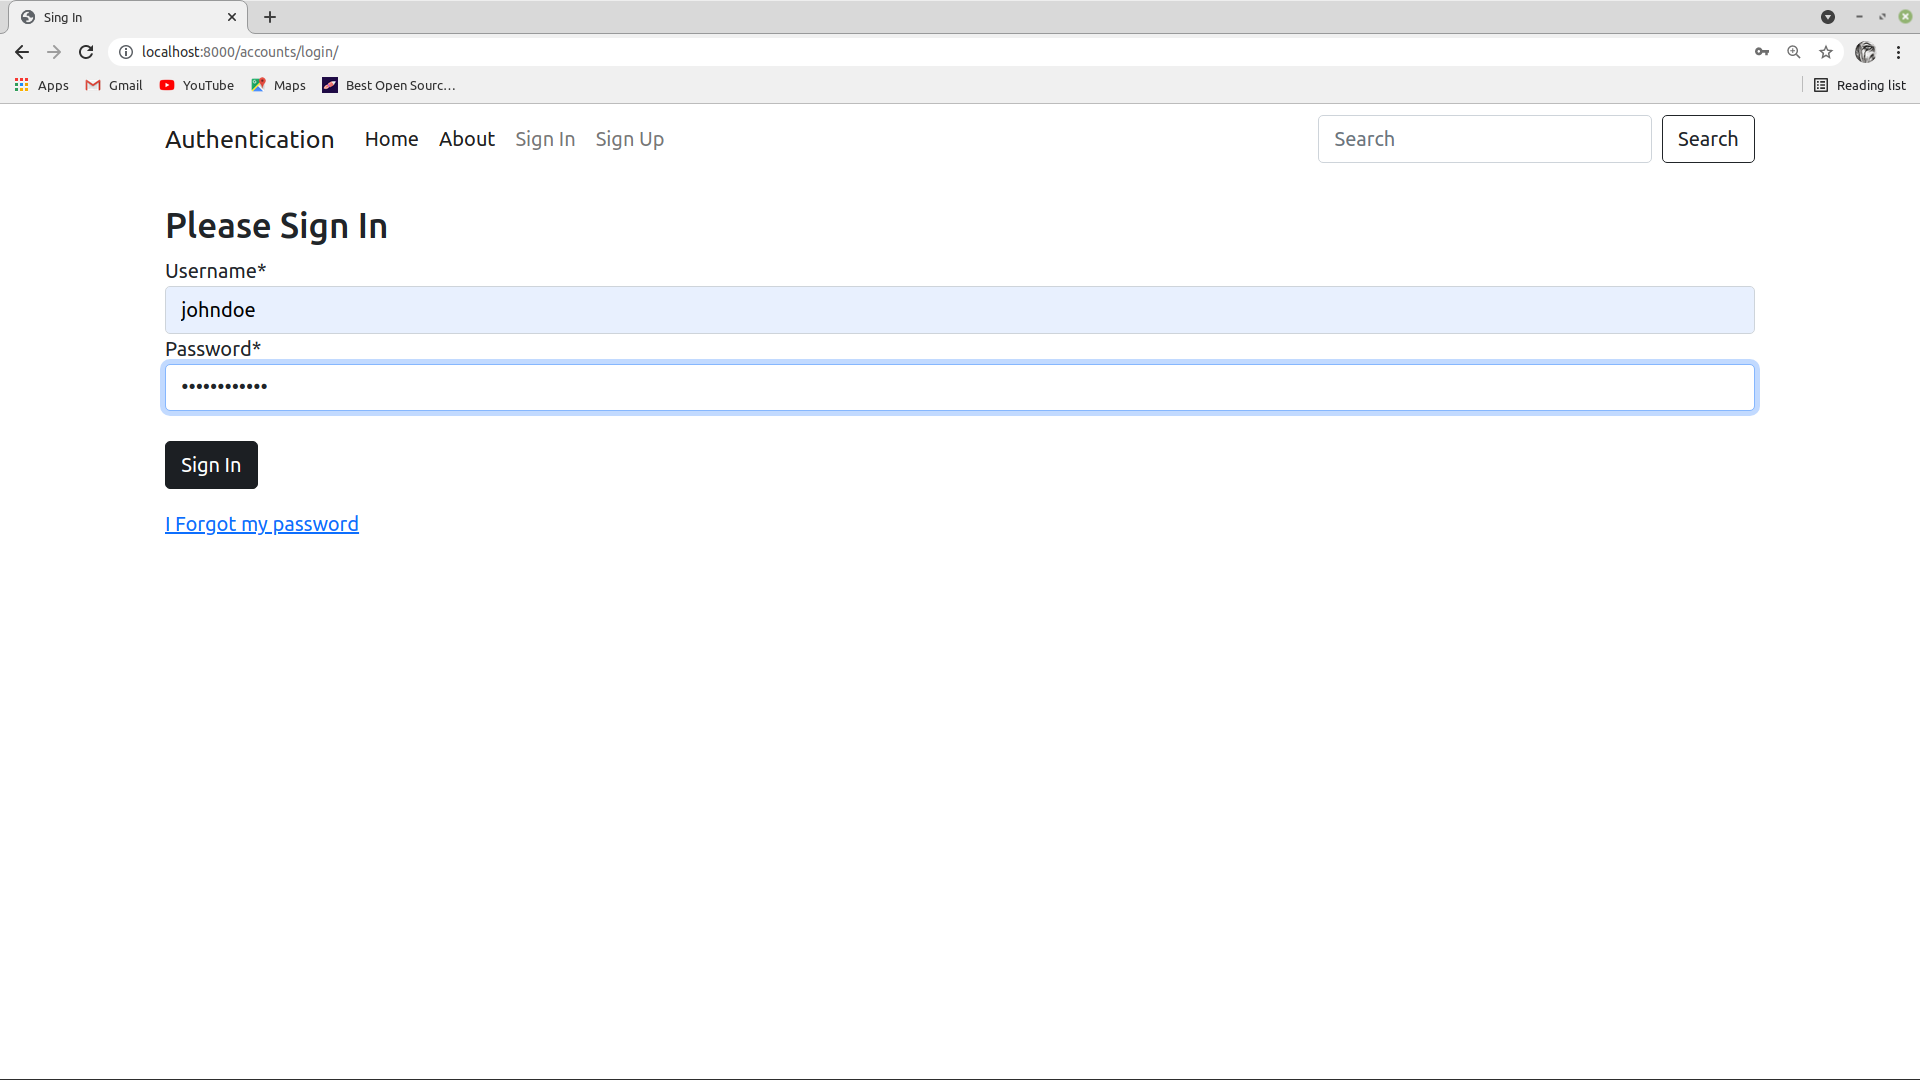 Sing In
localhost:8000/accounts/login/
Apps Gmail YouTube Maps Best Open Sourc... Reading list
Authentication Home About Sign In Sign Up Search Search
Please Sign In
Username*
johndoe
Password*
••••••••••••
Sign In
I Forgot my password